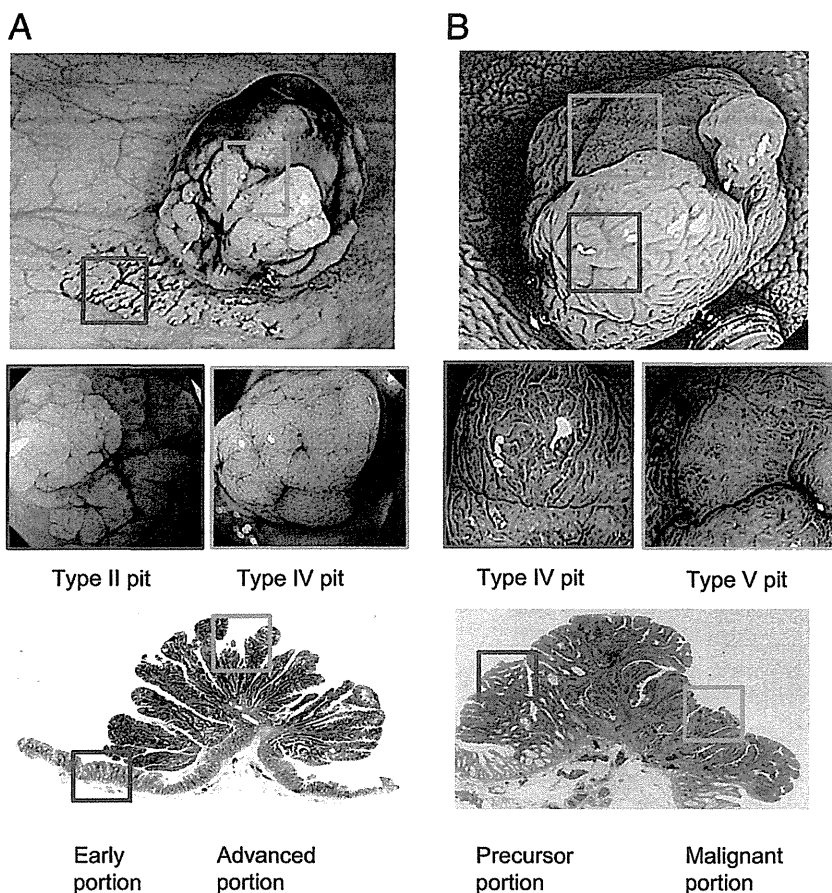 A
B
Type II pit
Type IV pit
Type IV pit
Type V pit
Early
portion
Advanced
portion
Precursor
portion
Malignant
portion